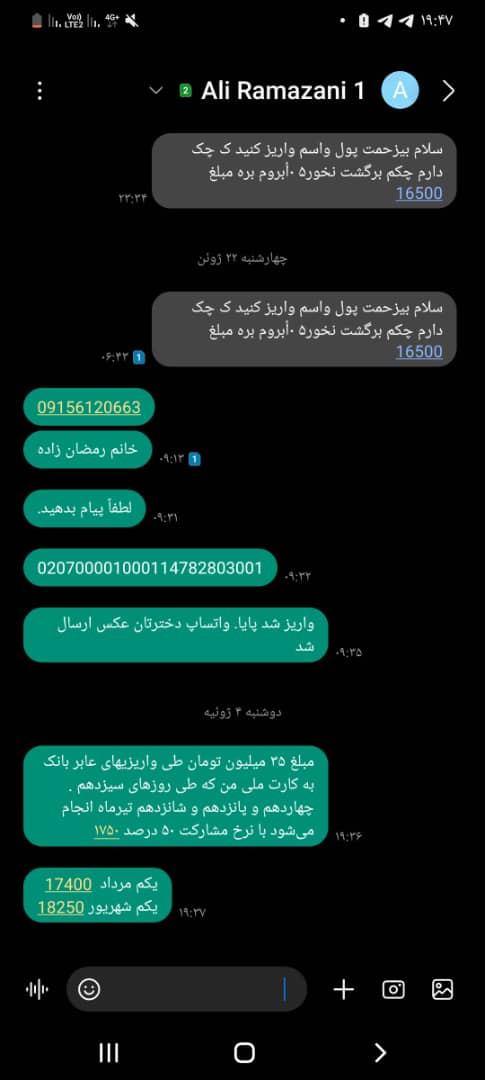 ۱۹:۴۷
Vo))
LTE2
4G+
Ali Ramazani 1
2
A
سلام بیزحمت پول واسم واریز کنید ک چک
دارم چکم برگشت نخوره ۰أبروم بره مبلغ
16500
۲۳:۳۴
چهارشنبه ۲۲ ژوئن
سلام بیزحمت پول واسم واریز کنید ک چک
دارم چکم برگشت نخوره ۰أبروم بره مبلغ
16500
۰۶:۴۳
1
09156120663
خانم رمضان زاده
۰۹:۱۳
1
لطفاً پیام بدهید.
۰۹:۳۱
020700001000114782803001
۰۹:۳۲
واریز شد پایا. واتساپ دخترتان عکس ارسال
شد
۰۹:۳۵
دوشنبه ۴ ژوئیه
مبلغ ۳۵ میلیون تومان طی واریزیهای عابر بانک
به کارت ملی من که طی روزهای سیزدهم .
چهاردهم و پانزدهم و شانزدهم تیرماه انجام
می‌شود با نرخ مشارکت ۵۰ درصد ۱۷۵۰
۱۹:۳۶
یکم مرداد 17400
یکم شهریور 18250
۱۹:۳۷